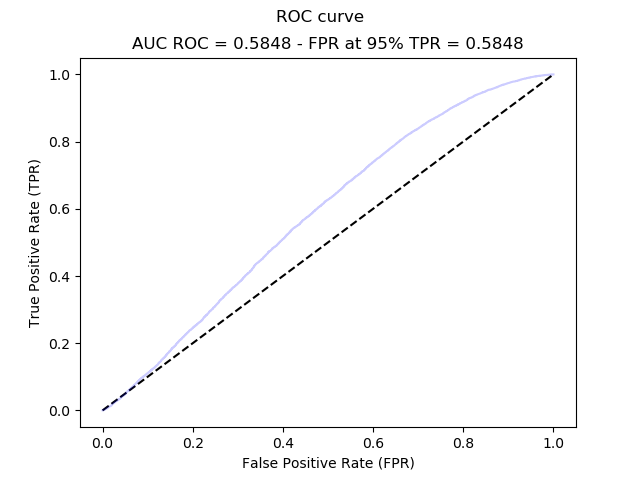 ROC curve
AUC ROC = 0.5848 - FPR at 95% TPR = 0.5848
1.0
0.8
0.6
0.4
0.2
0.0
True Positive Rate (TPR)
0.0 0.2 0.4 0.6 0.8 1.0
False Positive Rate (FPR)